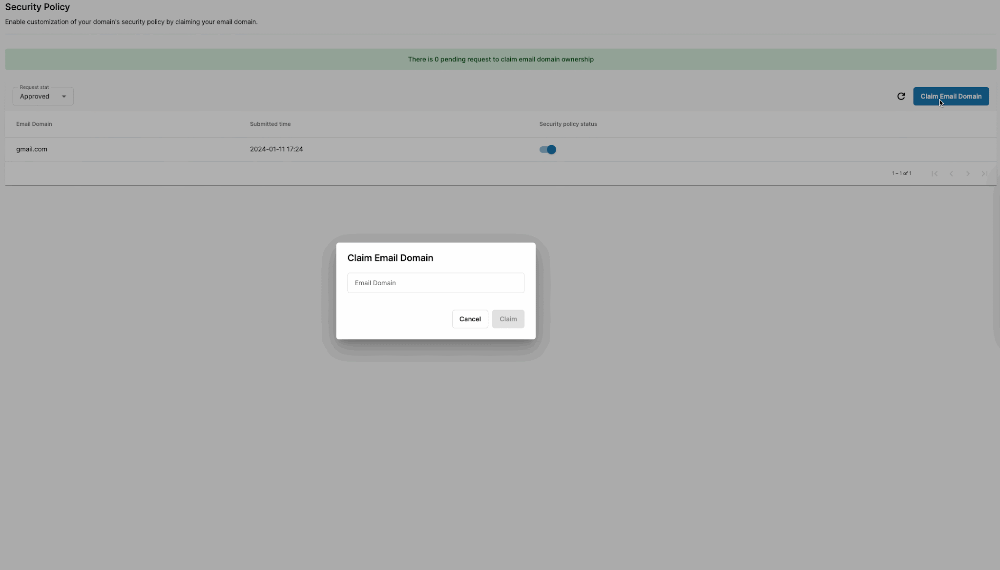 Security Policy
Enable customization of your domain's security policy by claiming your email domain.
There is 0 pending request to claim email domain ownership
Request stat
Approved
Claim Email Domain
Email Domain Submitted time Security policy status
gmail.com 2024-01-11 17:24
1–1 of 1
Claim Email Domain
Email Domain
Cancel Claim